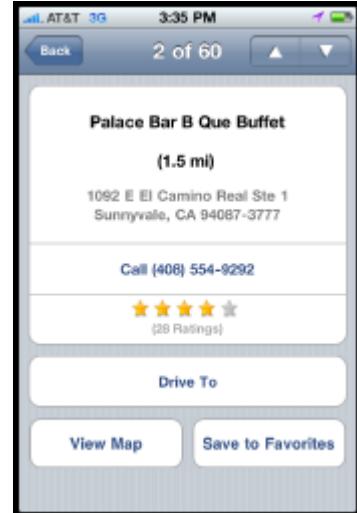 AT&T 3G 3:35 PM
Back 2 of 60
Palace Bar B Que Buffet
(1.5 mi)
1092 E El Camino Real Ste 1
Sunnyvale, CA 94087-3777
Call (408) 554-9292
(28 Ratings)
Drive To
View Map Save to Favorites